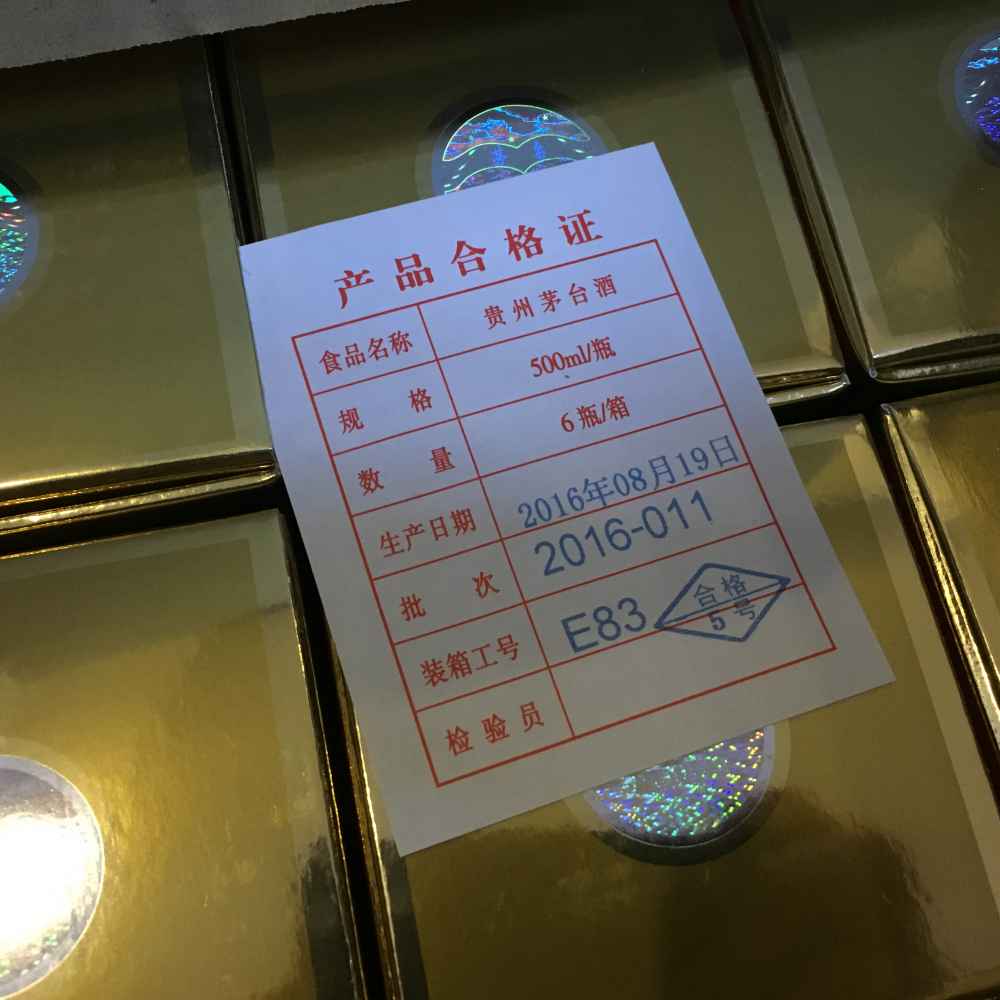 产品合格证
食品名称 贵州茅台酒
规格 500ml/瓶
数量 6瓶/箱
生产日期 2016年08月19日
批次 2016-011
装箱工号 E83
合格
5号
检验员